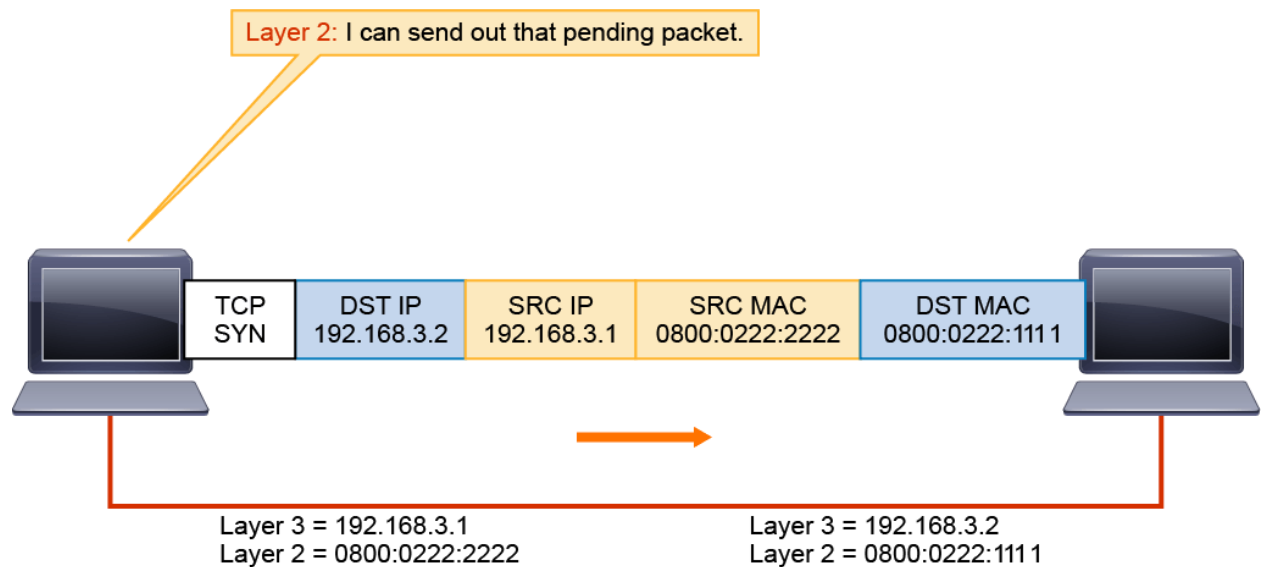 Layer 2: I can send out that pending packet.
TCP
SYN
DST IP
192.168.3.2
SRC IP
192.168.3.1
SRC MAC
0800:0222:2222
DST MAC
0800:0222:1111
Layer 3 = 192.168.3.1
Layer 2 = 0800:0222:2222
Layer 3 = 192.168.3.2
Layer 2 = 0800:0222:1111